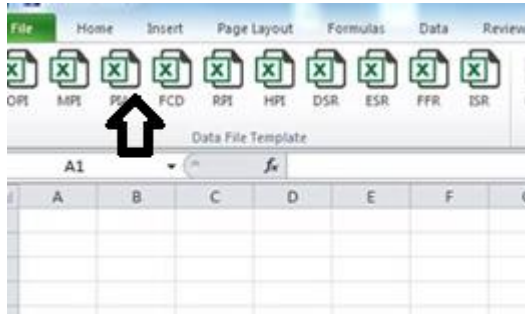 File Home Insert Page Layout Formulas Data Review
MPI FCD RPI HPI DSR ESR FFR ISR
Data File Template
A1 fx
A B C D E F